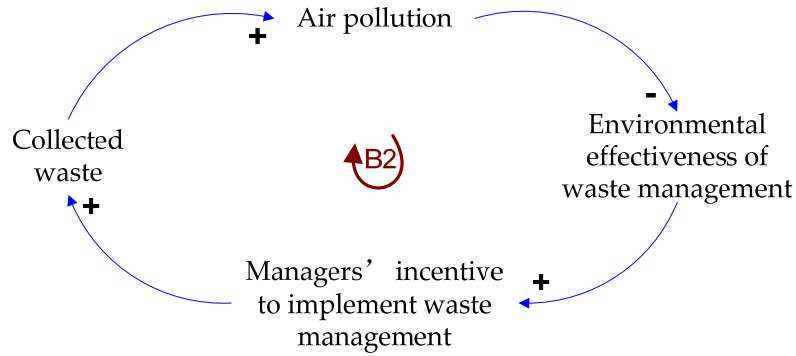 Air pollution
+
-
Environmental
effectiveness of
waste management
Collected
waste
B2
+
+
Managers’ incentive
to implement waste
management